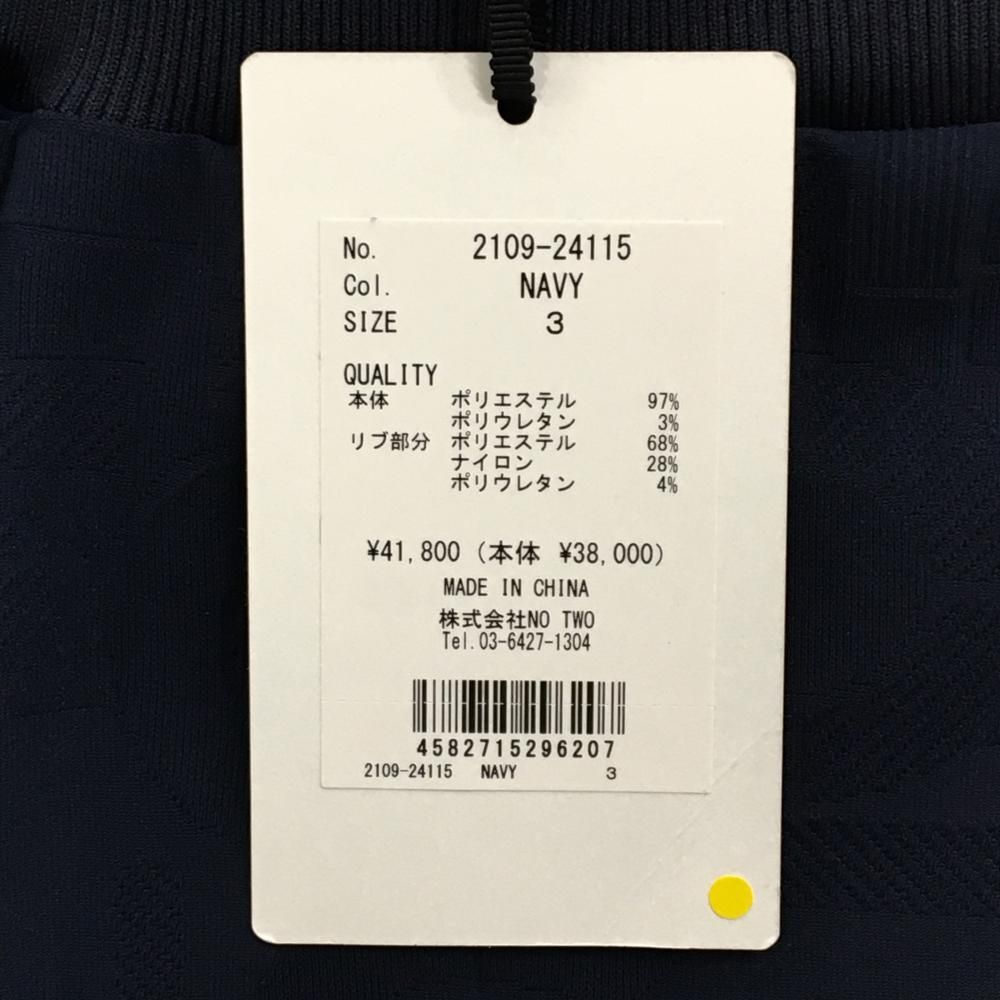 No. 2109-24115
Col. NAVY
SIZE 3
QUALITY
本体 ポリエステル 97%
ポリウレタン 3%
リブ部分 ポリエステル 68%
ナイロン 28%
ポリウレタン 4%
¥41,800 (本体 ¥38,000)
MADE IN CHINA
株式会社NO TWO
Tel.03-6427-1304
4582715296207
2109-24115 NAVY 3